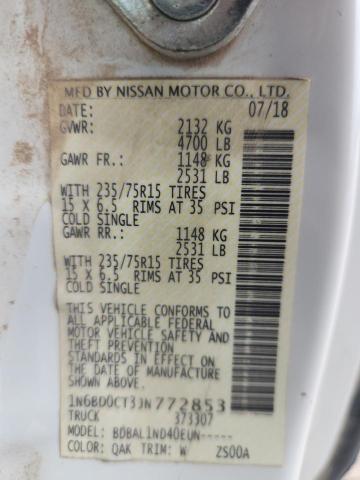 MFD BY NISSAN MOTOR CO., LTD.
DATE: 07/18
GVWR: 2132 KG
4700 LB
GAWR FR.: 1148 KG
2531 LB
WITH 235/75R15 TIRES
15 X 6.5 RIMS AT 35 PSI
COLD SINGLE
GAWR RR.: 1148 KG
2531 LB
WITH 235/75R15 TIRES
15 X 6.5 RIMS AT 35 PSI
COLD SINGLE
THIS VEHICLE CONFORMS TO
ALL APPLICABLE FEDERAL
MOTOR VEHICLE SAFETY AND
THEFT PREVENTION
STANDARDS IN EFFECT ON
THE DATE OF MANUFACTURE
AS SHOWN ABOVE
1N6BD0CT3JN772853
TRUCK 373307
MODEL: BDBAL1ND40EUN-----
COLOR: QAK TRIM: W ZS00A